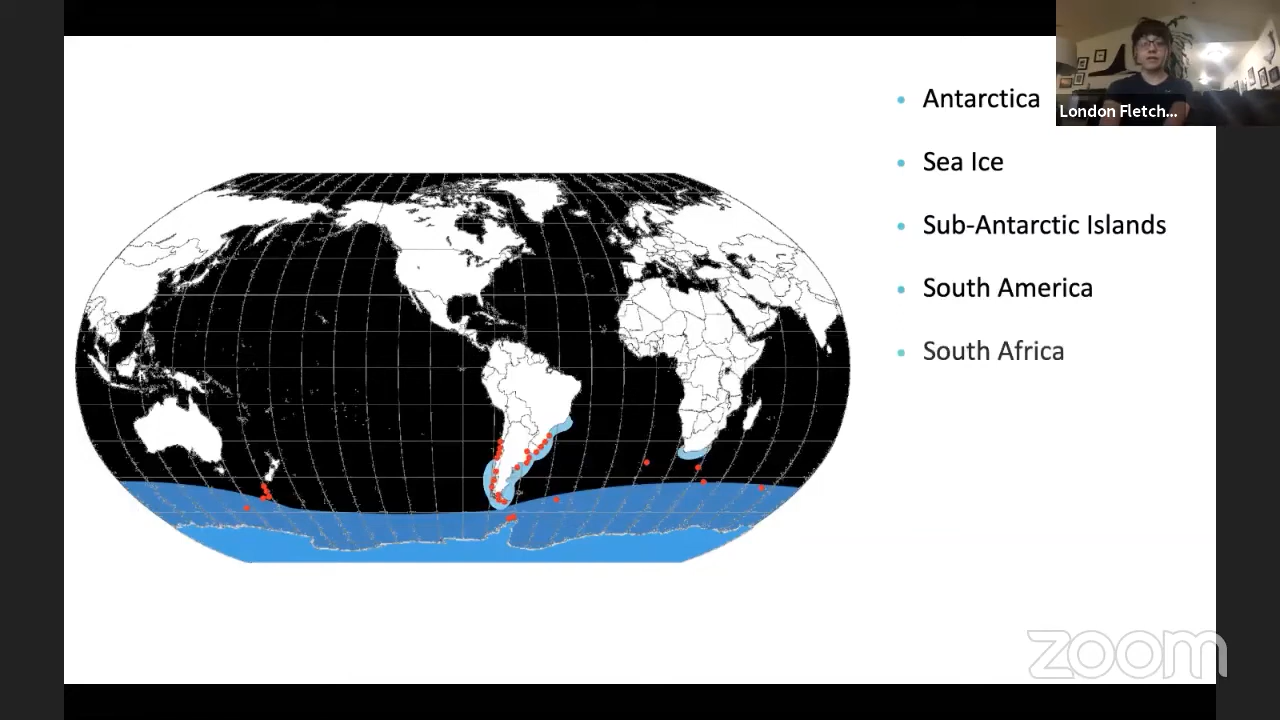 Antarctica
London Fletch...
Sea Ice
Sub-Antarctic Islands
South America
South Africa
zoom